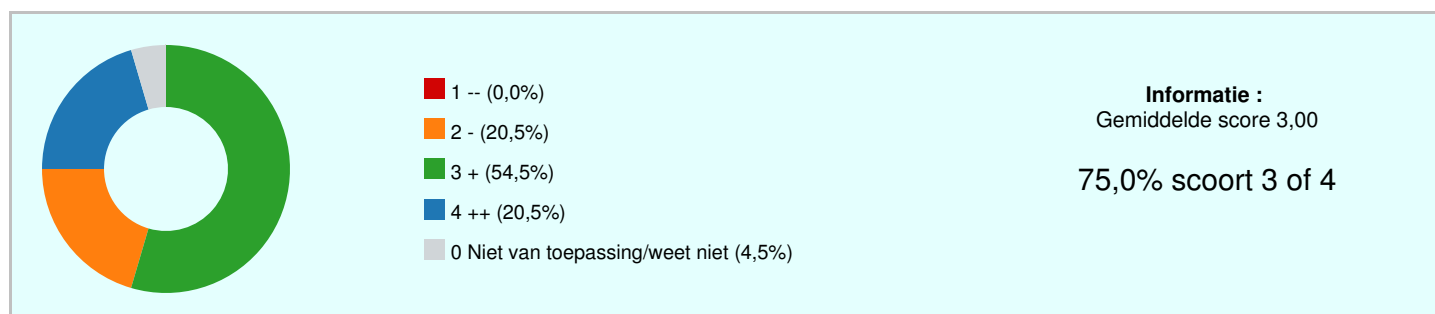 1 -- (0,0%)
2 - (20,5%)
3 + (54,5%)
4 ++ (20,5%)
0 Niet van toepassing/weet niet (4,5%)
Informatie :
Gemiddelde score 3,00
75,0% scoort 3 of 4